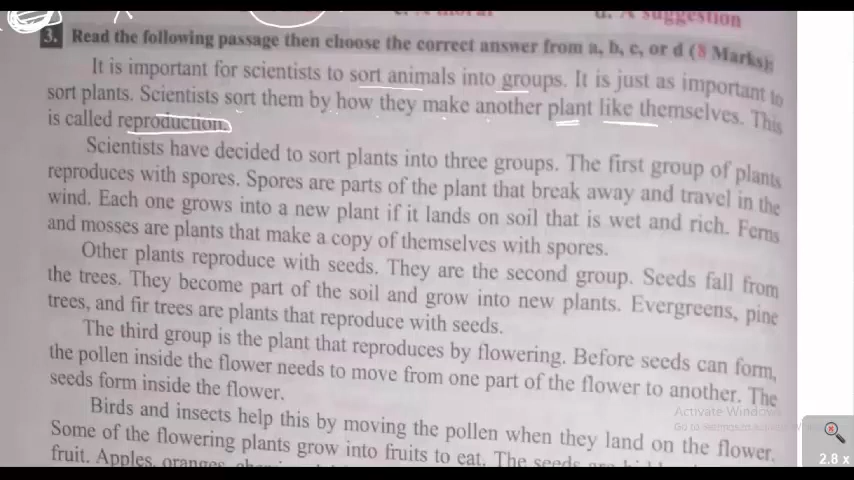 d. A suggestion
3. Read the following passage then choose the correct answer from a, b, c, or d (8 Marks):
It is important for scientists to sort animals into groups. It is just as important to
sort plants. Scientists sort them by how they make another plant like themselves. This
is called reproduction.
Scientists have decided to sort plants into three groups. The first group of plants
reproduces with spores. Spores are parts of the plant that break away and travel in the
wind. Each one grows into a new plant if it lands on soil that is wet and rich. Ferns
and mosses are plants that make a copy of themselves with spores.
Other plants reproduce with seeds. They are the second group. Seeds fall from
the trees. They become part of the soil and grow into new plants. Evergreens, pine
trees, and fir trees are plants that reproduce with seeds.
The third group is the plant that reproduces by flowering. Before seeds can form,
the pollen inside the flower needs to move from one part of the flower to another. The
seeds form inside the flower.
Birds and insects help this by moving the pollen when they land on the flower.
Some of the flowering plants grow into fruits to eat. The seeds are
fruit. Apples, oranges,
Activate Windows
Go to Settings to activate
2.8 x